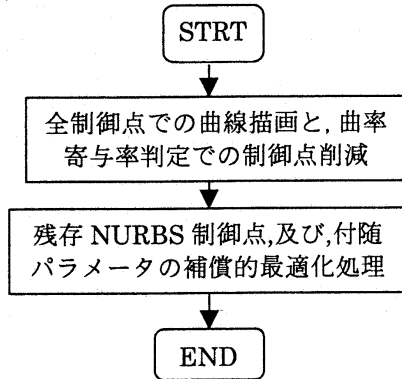 STRT
全制御点での曲線描画と, 曲率
寄与率判定での制御点削減
残存 NURBS 制御点,及び,付随
パラメータの補償的最適化処理
END